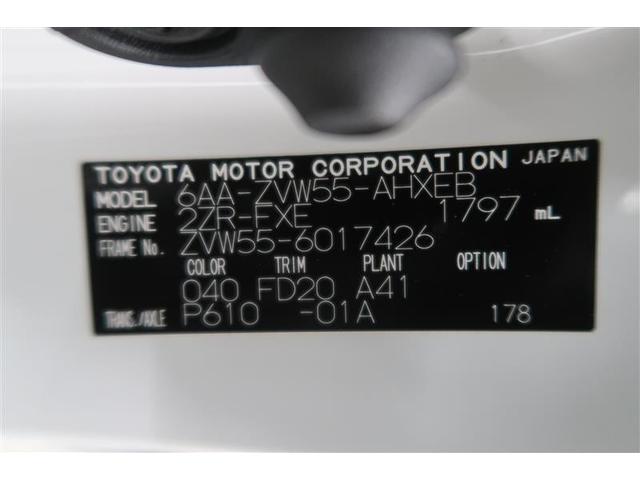 TOYOTA MOTOR CORPORATION JAPAN
MODEL 6AA-ZVW55-AHXEB
ENGINE 2ZR-FXE 1797 mL
FRAME No. ZVW55-6017426
COLOR TRIM PLANT OPTION
040 FD20 A41
TRANS./AXLE P610 -01A 178